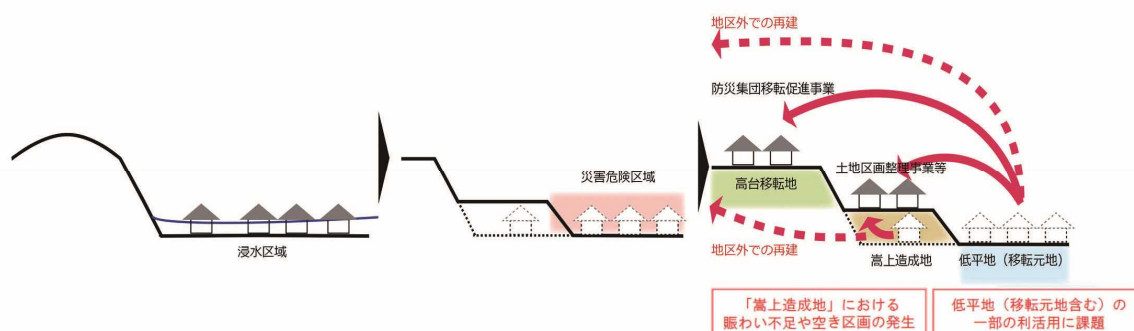 浸水区域
災害危険区域
地区外での再建
防災集団移転促進事業
土地区画整理事業等
高台移転地
地区外での再建
嵩上造成地
低平地（移転元地）
「嵩上造成地」における
賑わい不足や空き区画の発生
低平地（移転元地含む）の
一部の利活用に課題